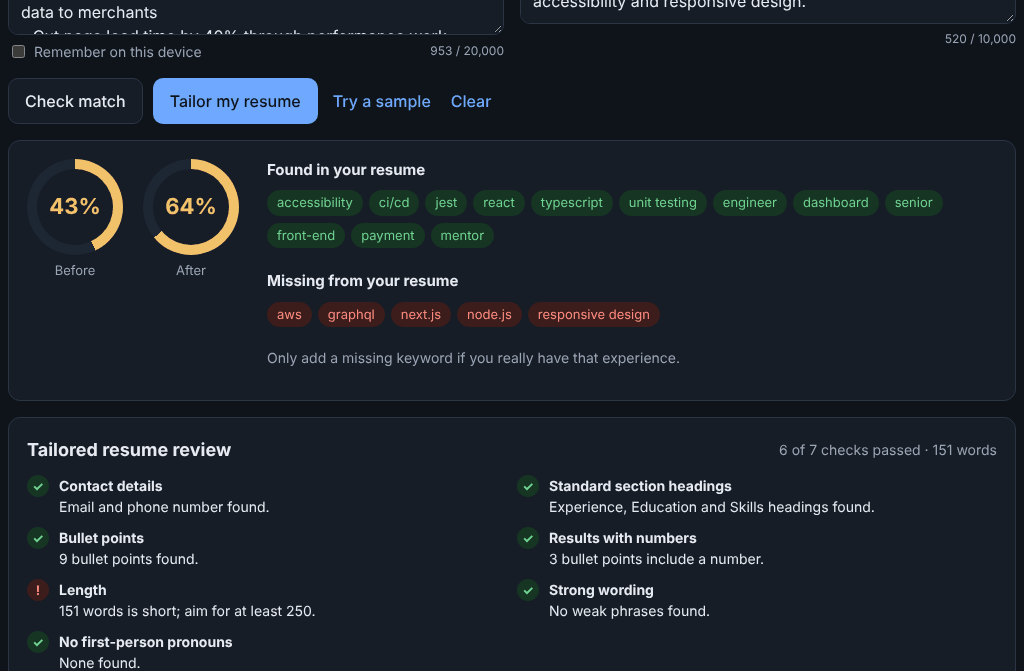 data to merchants
accessibility and responsive design.
Remember on this device
953 / 20,000
520 / 10,000
Check match
Tailor my resume
Try a sample
Clear
43%
Before
64%
After
Found in your resume
accessibility ci/cd jest react typescript unit testing engineer dashboard senior
front-end payment mentor
Missing from your resume
aws graphql next.js node.js responsive design
Only add a missing keyword if you really have that experience.
Tailored resume review
6 of 7 checks passed · 151 words
Contact details
Email and phone number found.
Standard section headings
Experience, Education and Skills headings found.
Bullet points
9 bullet points found.
Results with numbers
3 bullet points include a number.
Length
151 words is short; aim for at least 250.
Strong wording
No weak phrases found.
No first-person pronouns
None found.